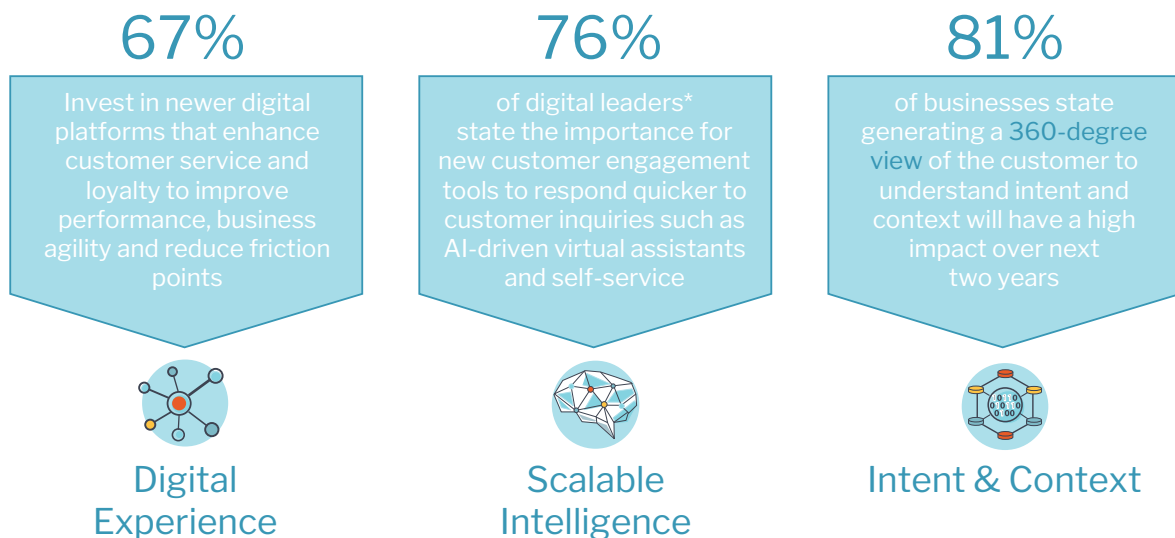 67%
Invest in newer digital
platforms that enhance
customer service and
loyalty to improve
performance, business
agility and reduce friction
points
Digital
Experience
76%
of digital leaders*
state the importance for
new customer engagement
tools to respond quicker to
customer inquiries such as
AI-driven virtual assistants
and self-service
Scalable
Intelligence
81%
of businesses state
generating a 360-degree
view of the customer to
understand intent and
context will have a high
impact over next
two years
Intent & Context